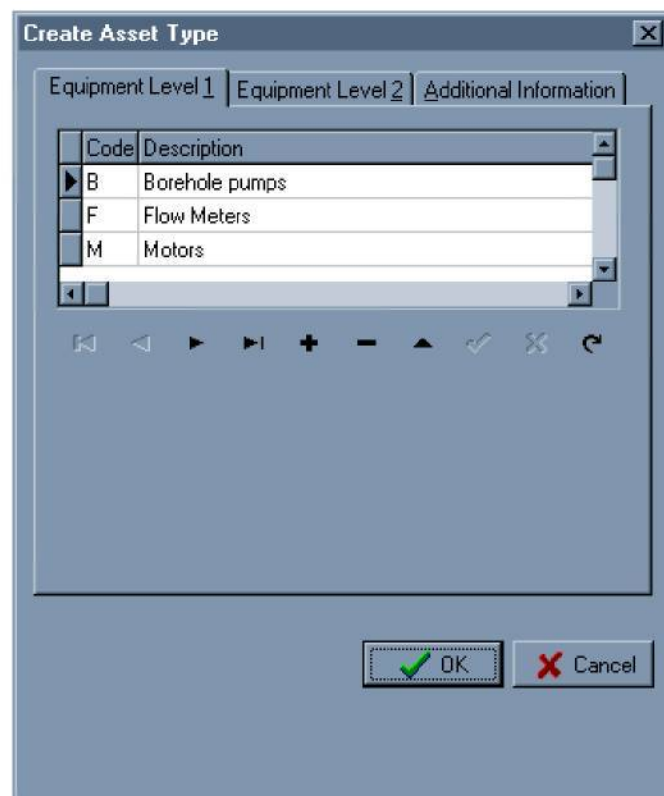 Create Asset Type
Equipment Level 1 Equipment Level 2 Additional Information
Code Description
B Borehole pumps
F Flow Meters
M Motors
OK Cancel